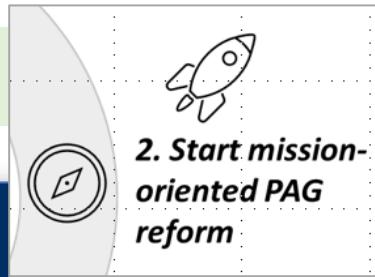 2. Start mission-
oriented PAG
reform